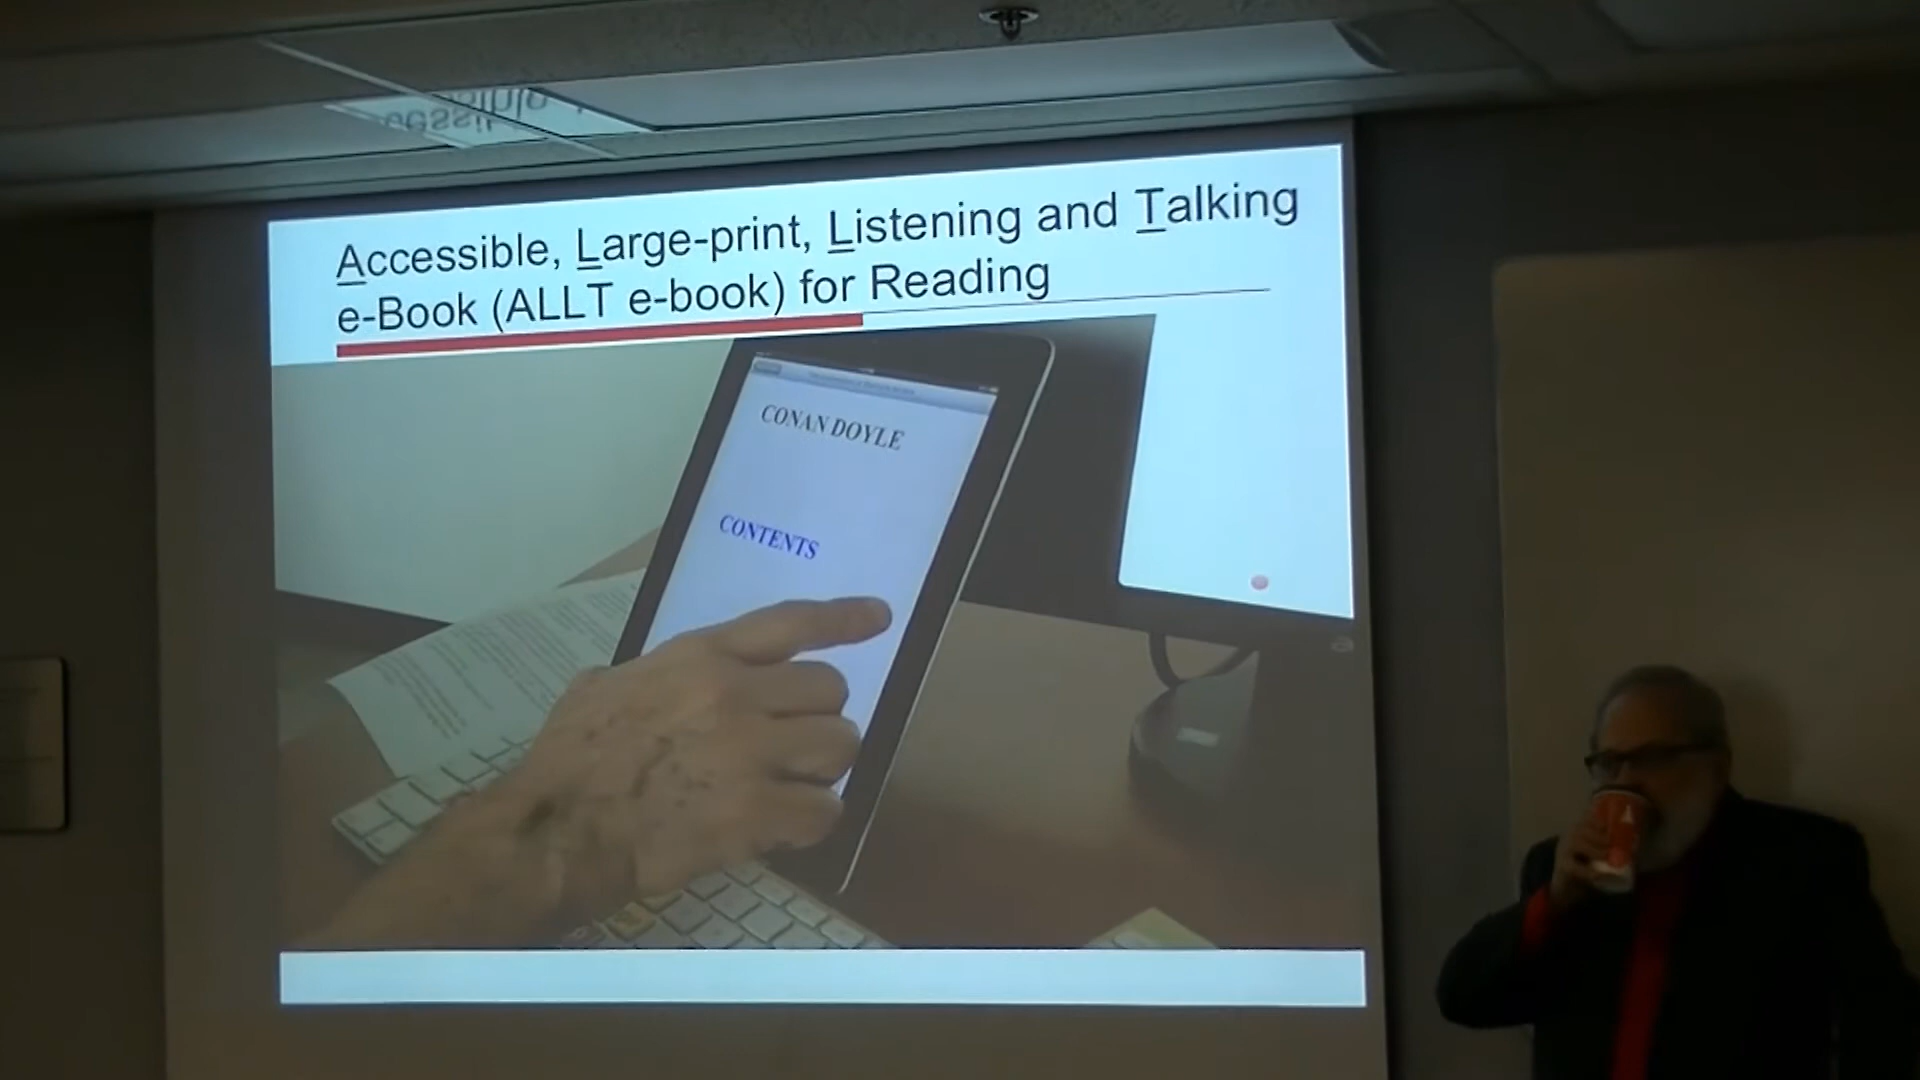 Accessible, Large-print, Listening and Talking
e-Book (ALLT e-book) for Reading
CONAN DOYLE
CONTENTS